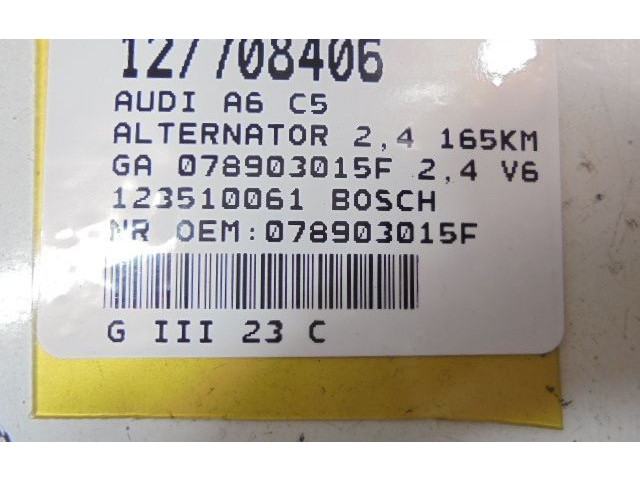 127708406
AUDI A6 C5
ALTERNATOR 2,4 165KM
GA 078903015F 2,4 V6
123510061 BOSCH
NR OEM:078903015F
G III 23 C